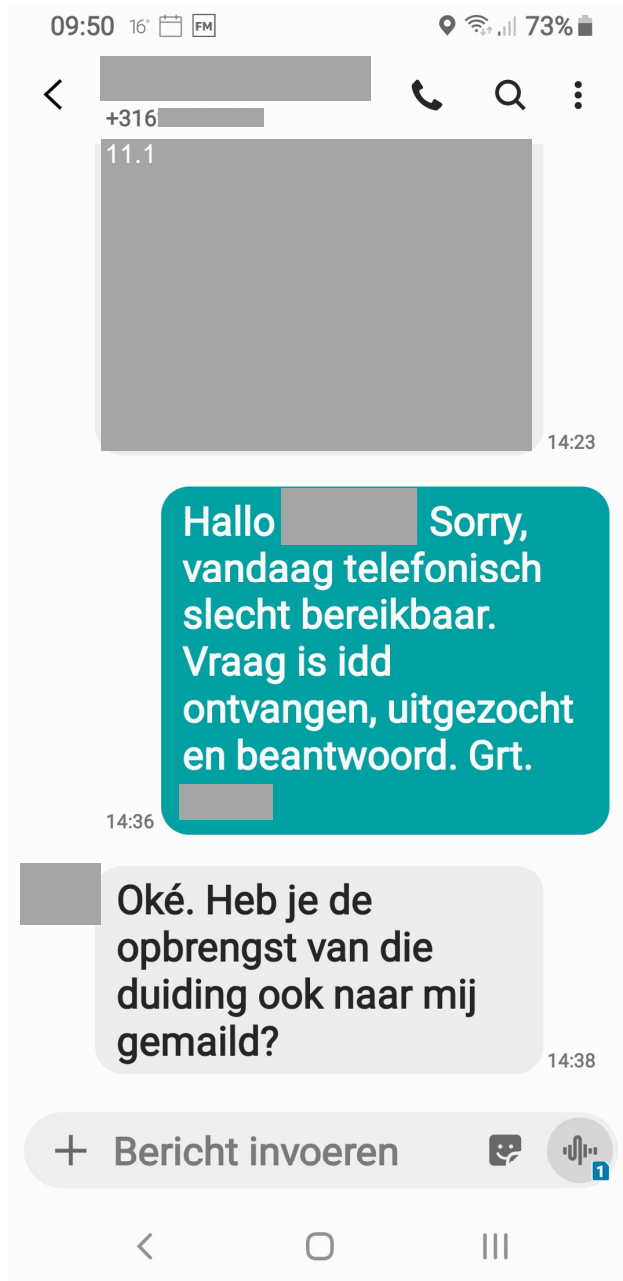 09:50 16° FM 73%
+316
11.1
14:23
Hallo Sorry,
vandaag telefonisch
slecht bereikbaar.
Vraag is idd
ontvangen, uitgezocht
en beantwoord. Grt.
14:36
Oké. Heb je de
opbrengst van die
duiding ook naar mij
gemaild?
14:38
Bericht invoeren
1